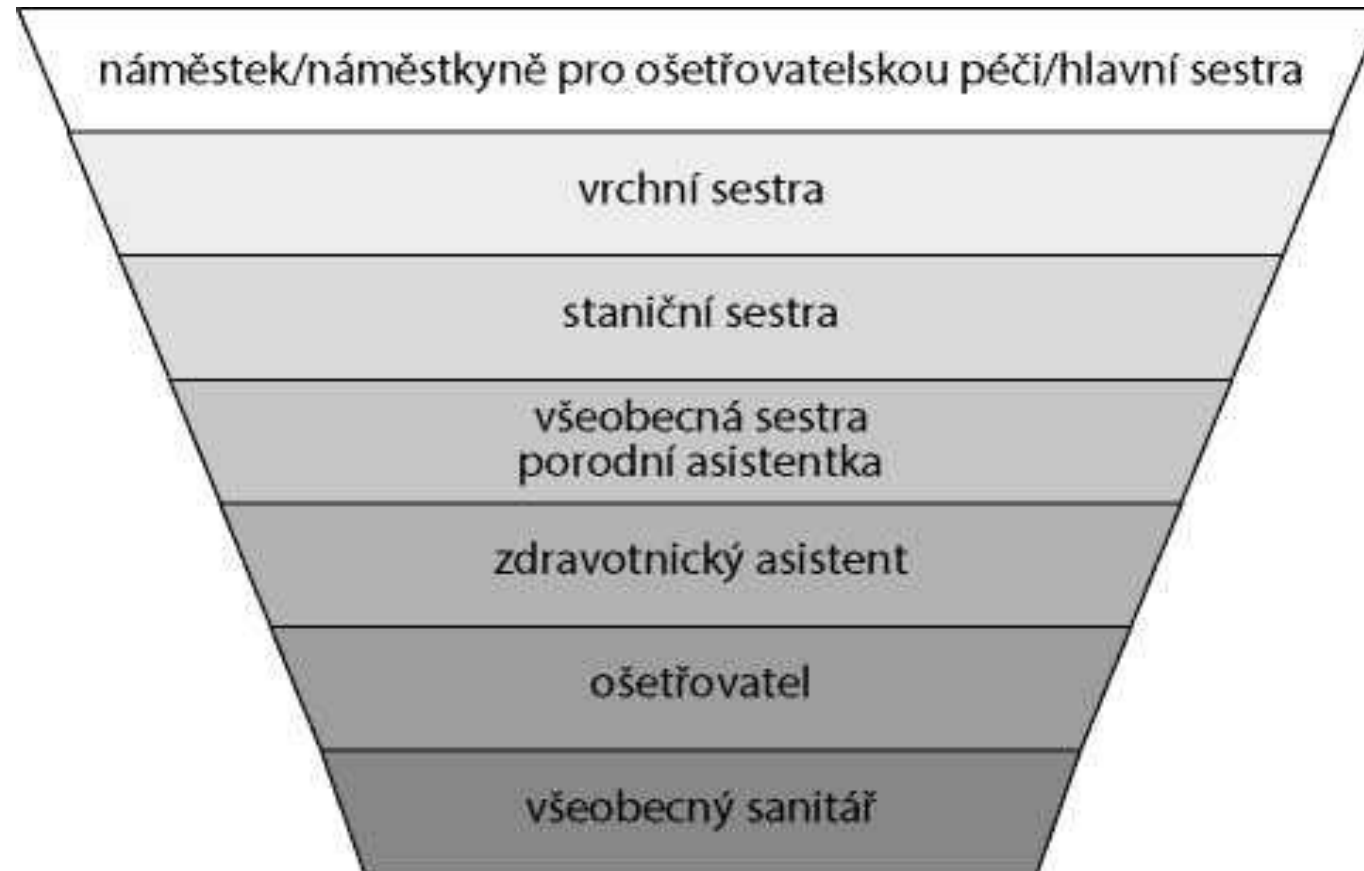 náměstek/náměstkyně pro ošetřovatelskou péči/hlavní sestra
vrchní sestra
staniční sestra
všeobecná sestra
porodní asistentka
zdravotnický asistent
ošetřovatel
všeobecný sanitář